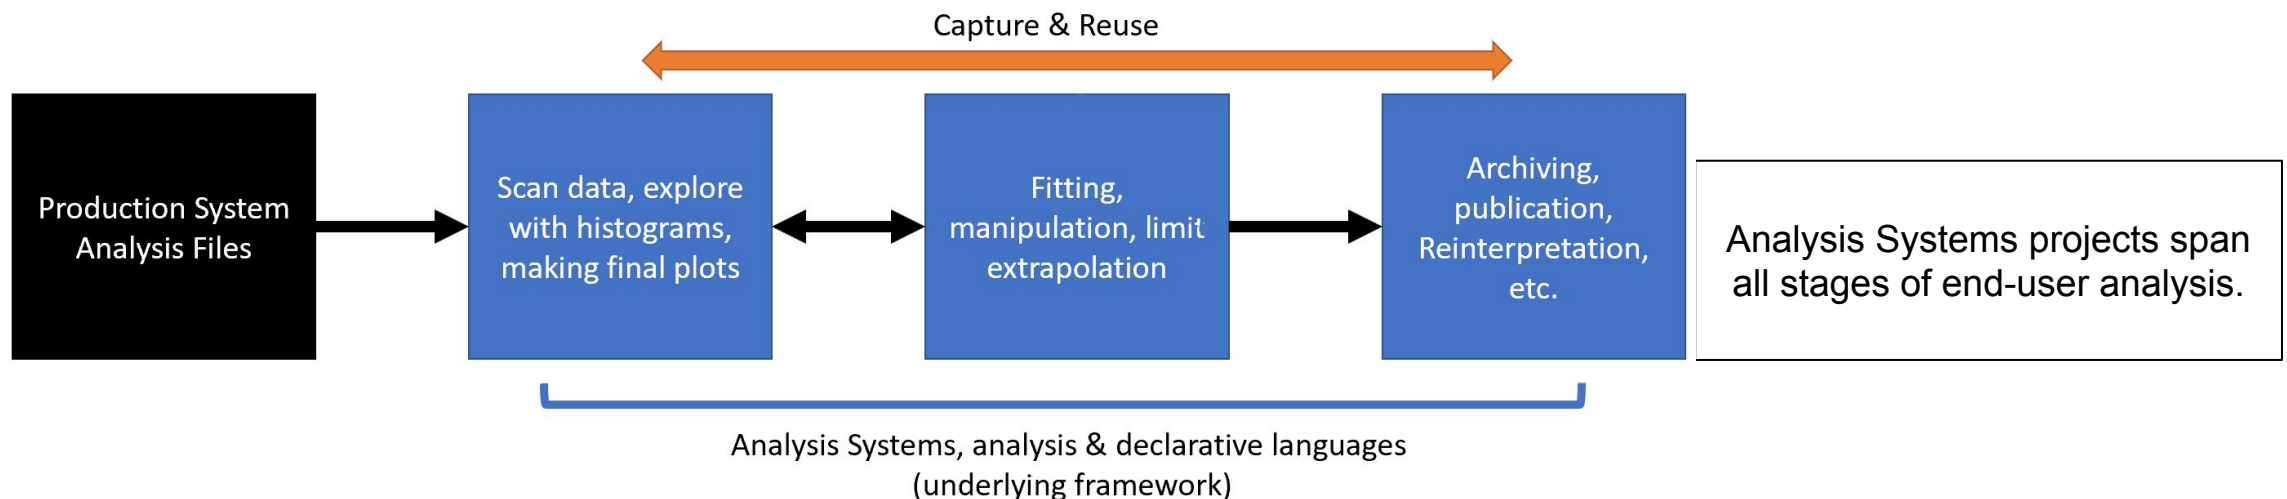 Capture & Reuse
Production System
Analysis Files
Scan data, explore
with histograms,
making final plots
Fitting,
manipulation, limit
extrapolation
Archiving,
publication,
Reinterpretation,
etc.
Analysis Systems projects span
all stages of end-user analysis.
Analysis Systems, analysis & declarative languages
(underlying framework)